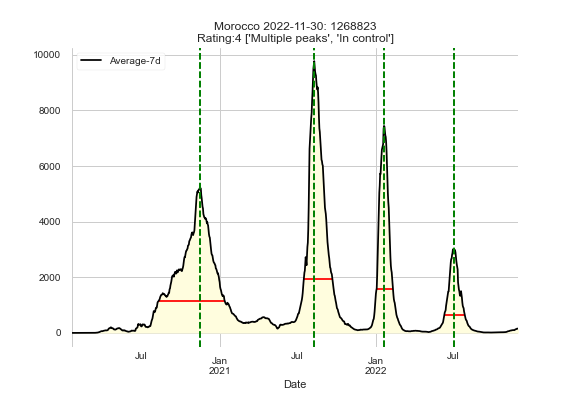 Morocco 2022-11-30: 1268823
Rating:4 ['Multiple peaks', 'In control']
Average-7d
10000
8000
6000
4000
2000
0
Jul
Jan
2021
Jul
Jan
2022
Jul
Date